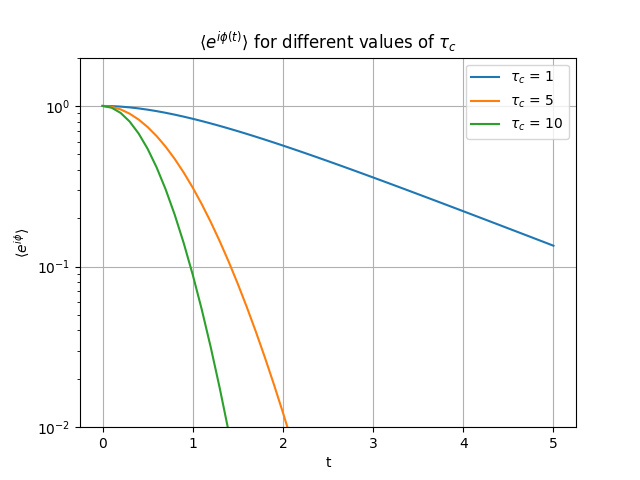 ⟨e^{iϕ(t)}⟩ for different values of τ_c
τ_c = 1
τ_c = 5
τ_c = 10
⟨e^{iϕ}⟩
10^0
10^{-1}
10^{-2}
0 1 2 3 4 5
t